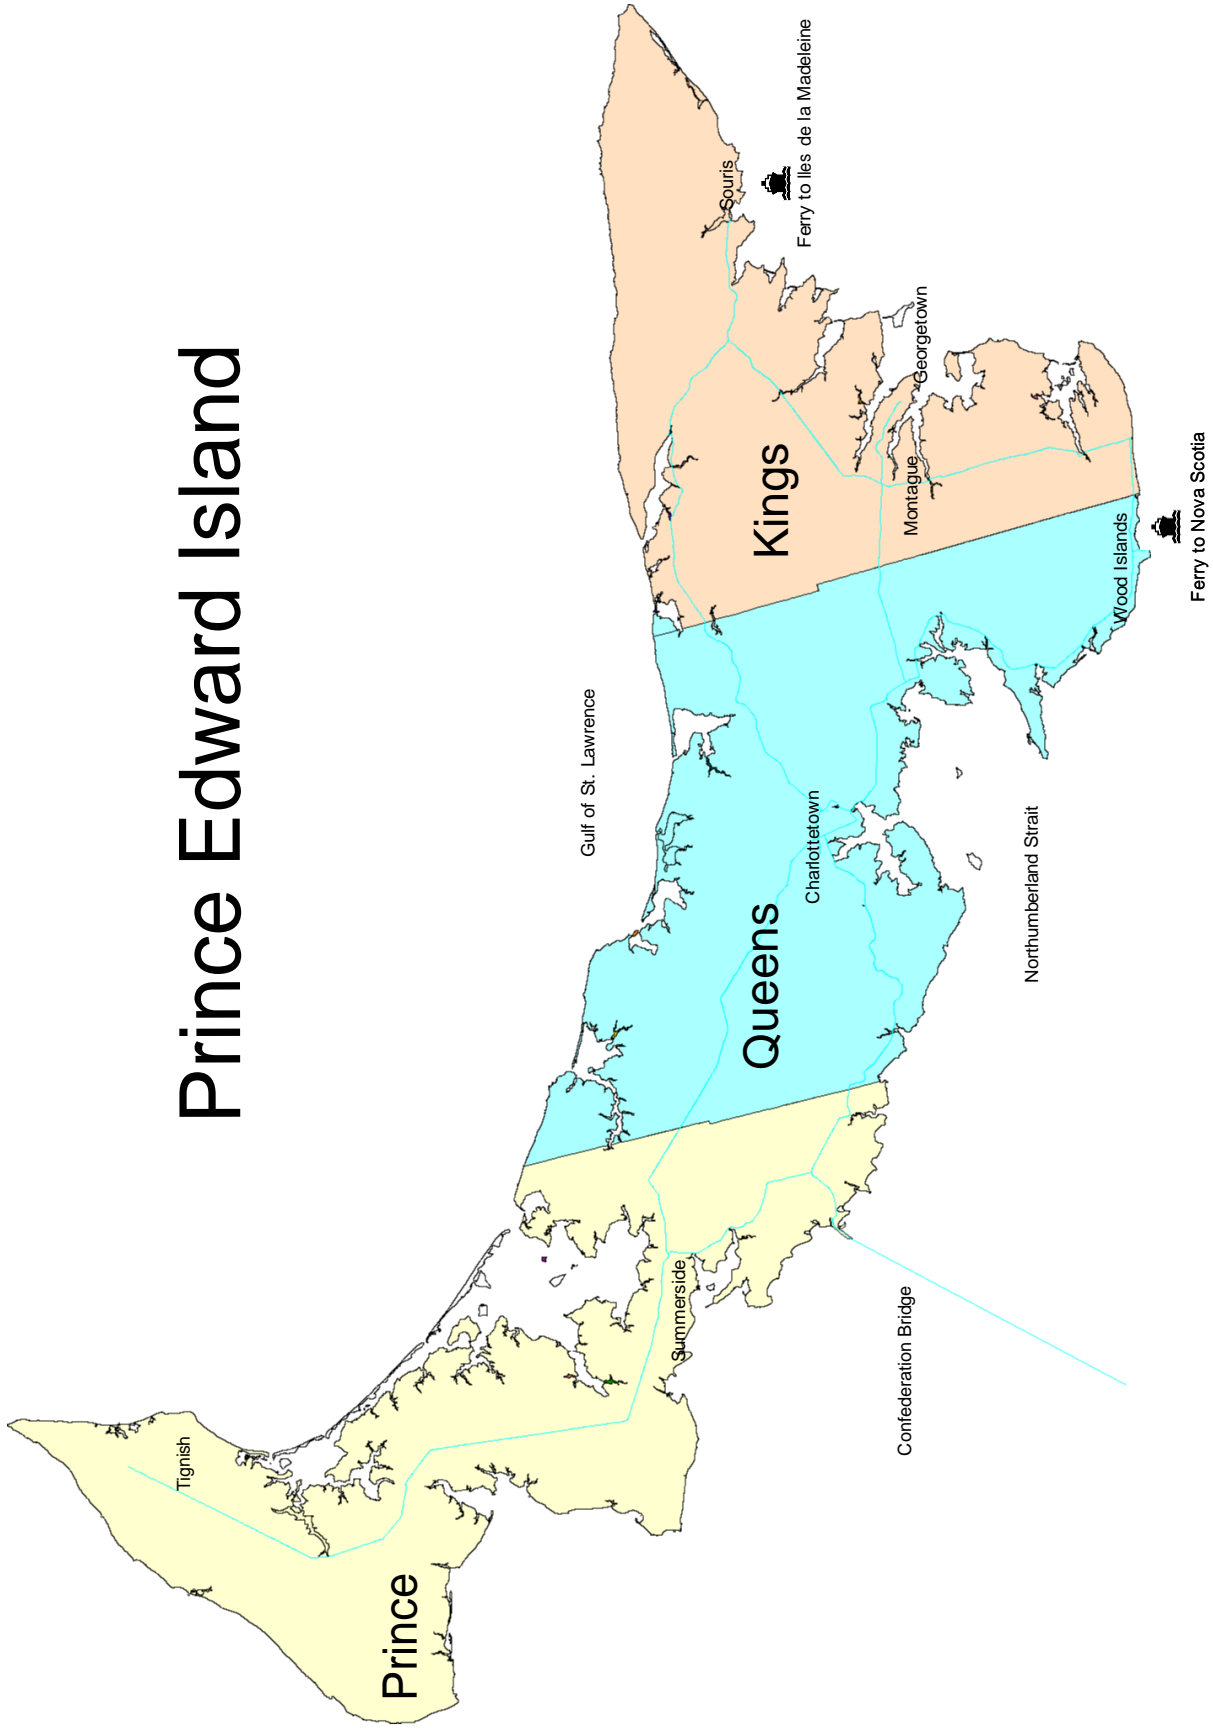 Prince Edward Island
Tignish
Prince
Gulf of St. Lawrence
Summerside
Queens
Charlottetown
Kings
Souris
Ferry to Iles de la Madeleine
Georgetown
Montague
Wood Islands
Ferry to Nova Scotia
Northumberland Strait
Confederation Bridge